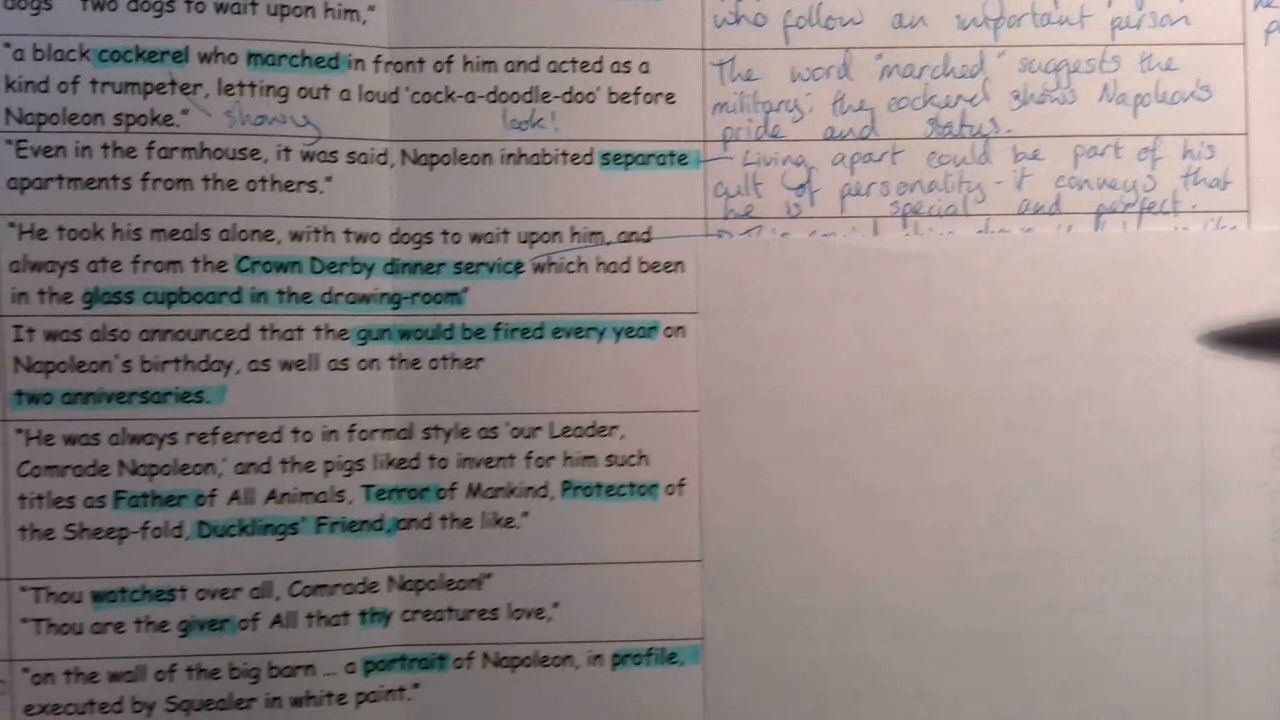 dogs two dogs to wait upon him,"
who follow an important person
"a black cockerel who marched in front of him and acted as a
kind of trumpeter, letting out a loud 'cock-a-doodle-doo' before
Napoleon spoke."
showy
look!
The word "marched" suggests the
military; the cockerel shows Napoleon's
pride and status.
"Even in the farmhouse, it was said, Napoleon inhabited separate
apartments from the others."
Living apart could be part of his
cult of personality - it conveys that
he is special and perfect.
"He took his meals alone, with two dogs to wait upon him, and
always ate from the Crown Derby dinner service which had been
in the glass cupboard in the drawing-room"
It was also announced that the gun would be fired every year on
Napoleon's birthday, as well as on the other
two anniversaries.
"He was always referred to in formal style as 'our Leader,
Comrade Napoleon,' and the pigs liked to invent for him such
titles as Father of All Animals, Terror of Mankind, Protector of
the Sheep-fold, Ducklings' Friend, and the like."
"Thou watchest over all, Comrade Napoleon!"
"Thou are the giver of All that thy creatures love,"
"on the wall of the big barn ... a portrait of Napoleon, in profile,
executed by Squealer in white paint."